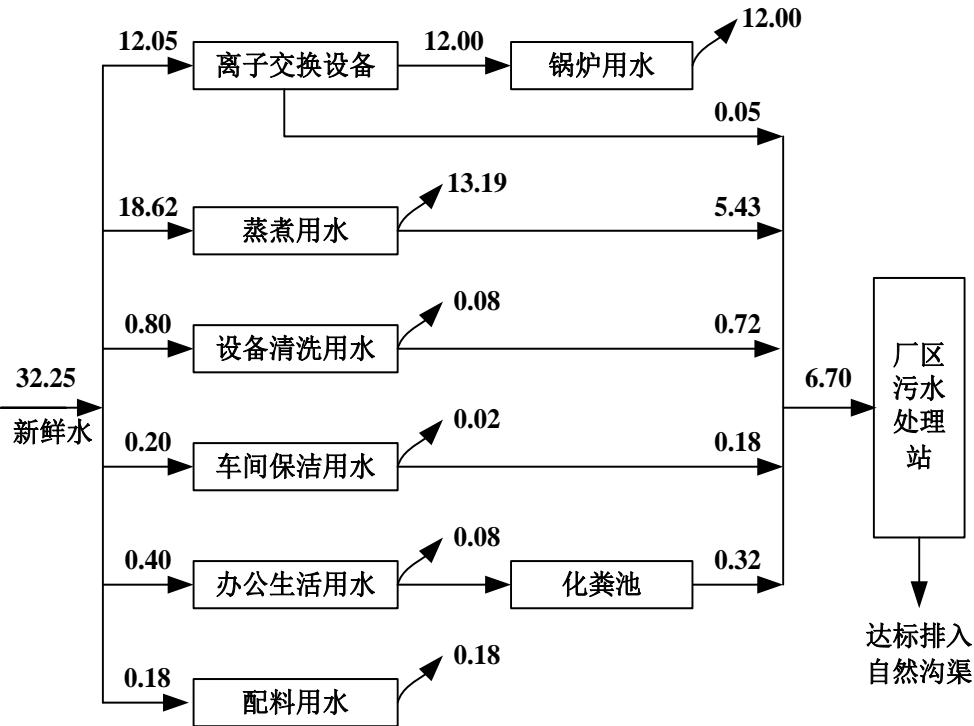 12.00
12.05
离子交换设备
12.00
锅炉用水
0.05
18.62
蒸煮用水
13.19
5.43
0.80
设备清洗用水
0.08
0.72
32.25
新鲜水
0.20
车间保洁用水
0.02
0.18
6.70
厂区
污水
处理
站
0.40
办公生活用水
0.08
化粪池
0.32
达标排入
自然沟渠
0.18
配料用水
0.18